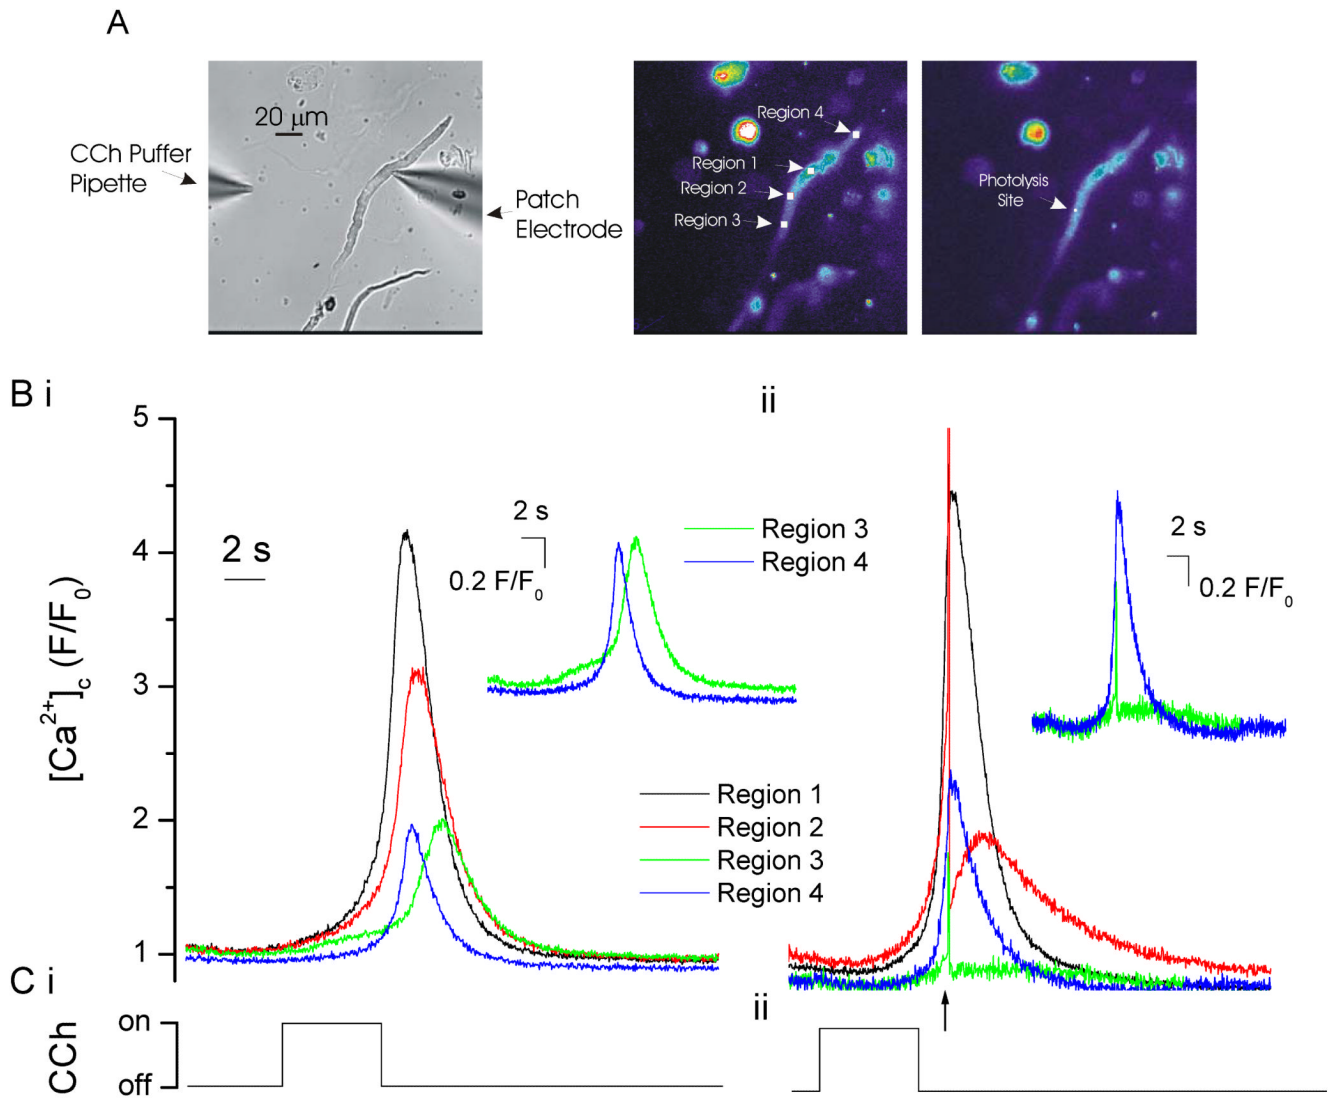 A
20 μm
CCh Puffer
Pipette
Patch
Electrode
Region 4
Region 1
Region 2
Region 3
Photolysis
Site
B i
ii
5
4
3
2
1
[Ca²⁺]c (F/F₀)
2 s
2 s
0.2 F/F₀
Region 3
Region 4
2 s
0.2 F/F₀
Region 1
Region 2
Region 3
Region 4
C i
ii
CCh
on
off